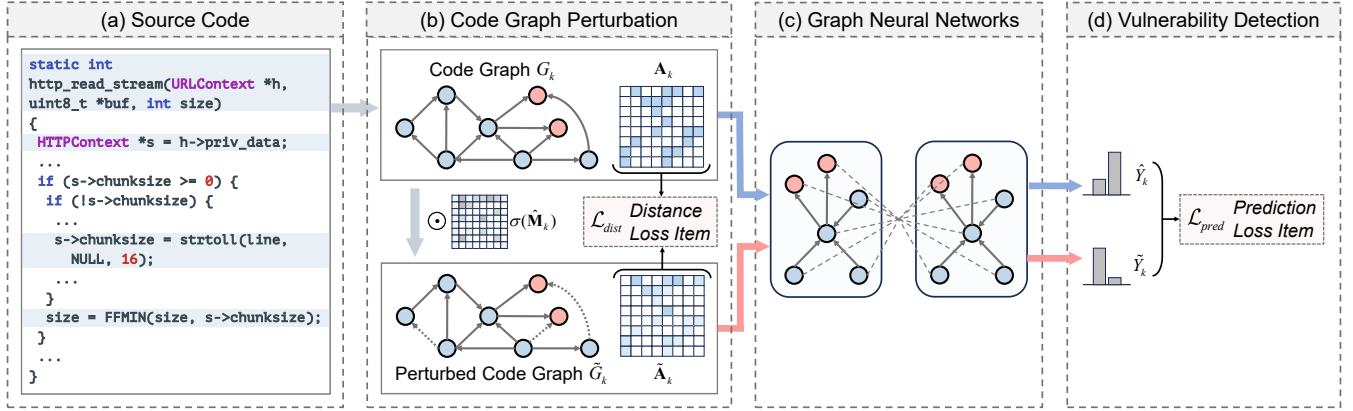 (a) Source Code
static int
http_read_stream(URLContext *h,
uint8_t *buf, int size)
{
HTTPContext *s = h->priv_data;
...
if (s->chunksize >= 0) {
if (!s->chunksize) {
...
s->chunksize = strtoll(line,
NULL, 16);
...
}
size = FFMIN(size, s->chunksize);
}
...
}
(b) Code Graph Perturbation
Code Graph G_k
A_k
⊙
σ(M̂_k)
ℒ_dist
Distance
Loss Item
Perturbed Code Graph G̃_k
Ã_k
(c) Graph Neural Networks
(d) Vulnerability Detection
Ŷ_k
Ỹ_k
ℒ_pred
Prediction
Loss Item